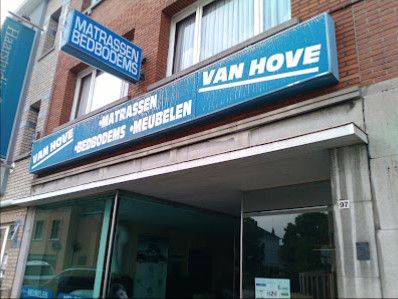 MATRASSEN
BEDBODEMS
VAN HOVE
•MATRASSEN
•BEDBODEMS •MEUBELEN
VAN HOVE
97